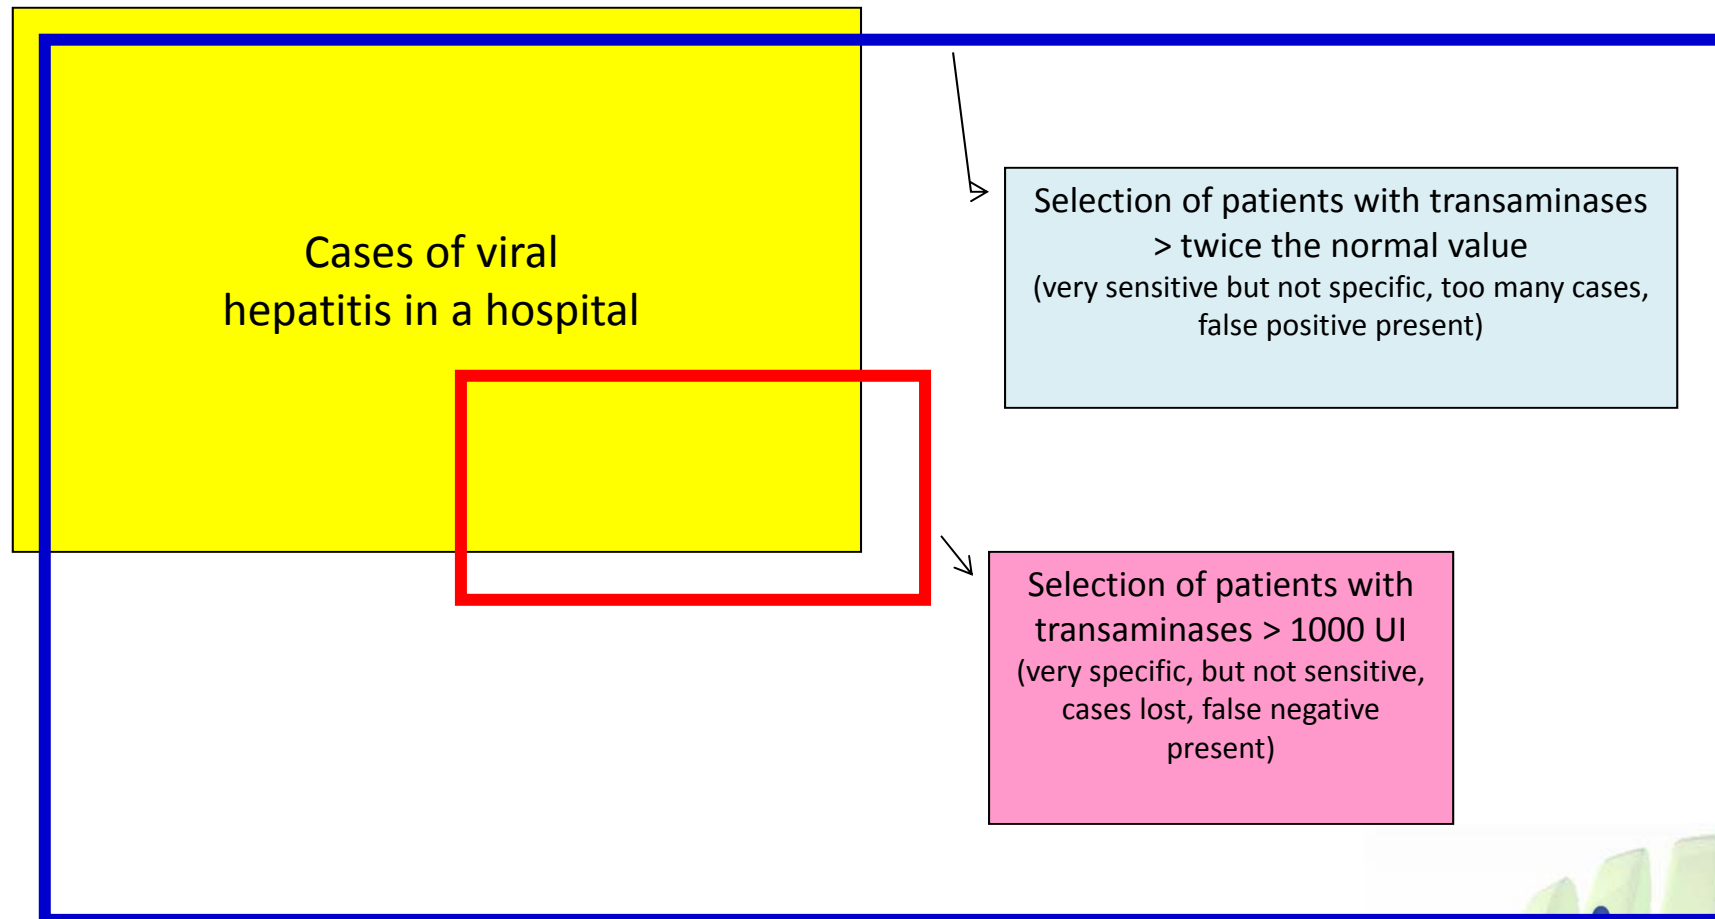 Cases of viral
hepatitis in a hospital
Selection of patients with transaminases
> twice the normal value
(very sensitive but not specific, too many cases,
false positive present)
Selection of patients with
transaminases > 1000 UI
(very specific, but not sensitive,
cases lost, false negative
present)